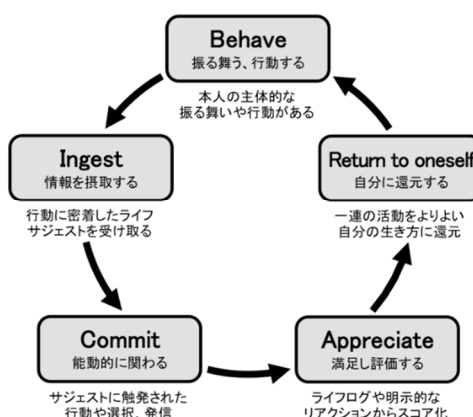 Behave
振る舞う、行動する
本人の主体的な
振る舞いや行動がある
Ingest
情報を摂取する
行動に密着したライフ
サジェストを受け取る
Commit
能動的に関わる
サジェストに触発された
行動や選択、発信
Appreciate
満足し評価する
ライフログや明示的な
リアクションからスコア化
Return to oneself
自分に還元する
一連の活動をよりよい
自分の生き方に還元